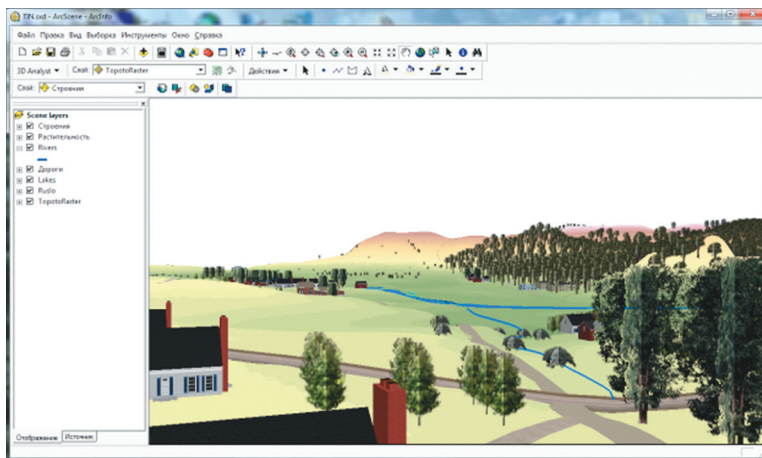 TIN.sxd - ArcScene - ArcInfo
Файл Правка Вид Выборка Инструменты Окно Справка
3D Analyst Слой: TopotoRaster Действия
Слой: Строения
Scene layers
Строения
Растительность
Rivers
Дороги
Lakes
Ruslo
TopotoRaster
Отображение Источник